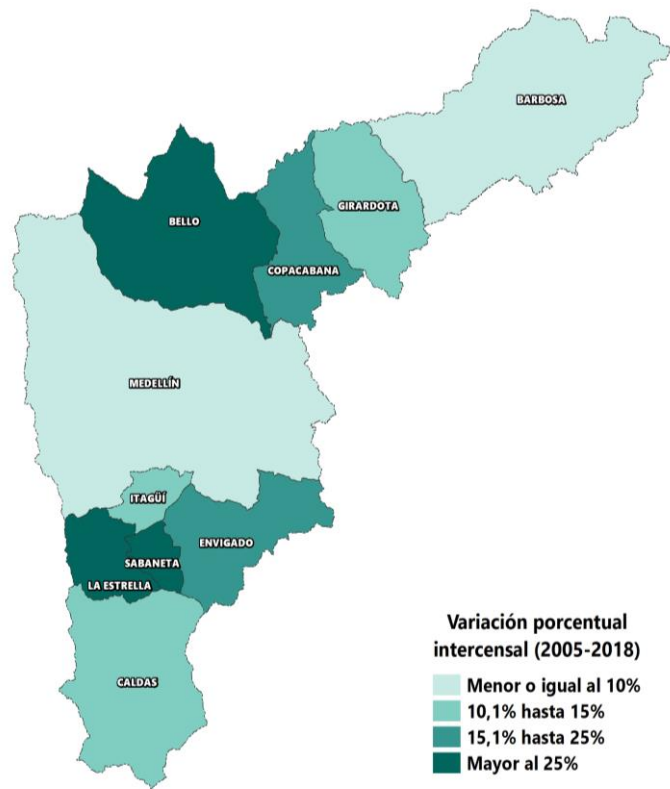 BARBOSA
GIRARDOTA
BELLO
COPACABANA
MEDELLÍN
ITAGÜÍ
ENVIGADO
SABANETA
LA ESTRELLA
CALDAS
Variación porcentual
intercensal (2005-2018)
Menor o igual al 10%
10,1% hasta 15%
15,1% hasta 25%
Mayor al 25%